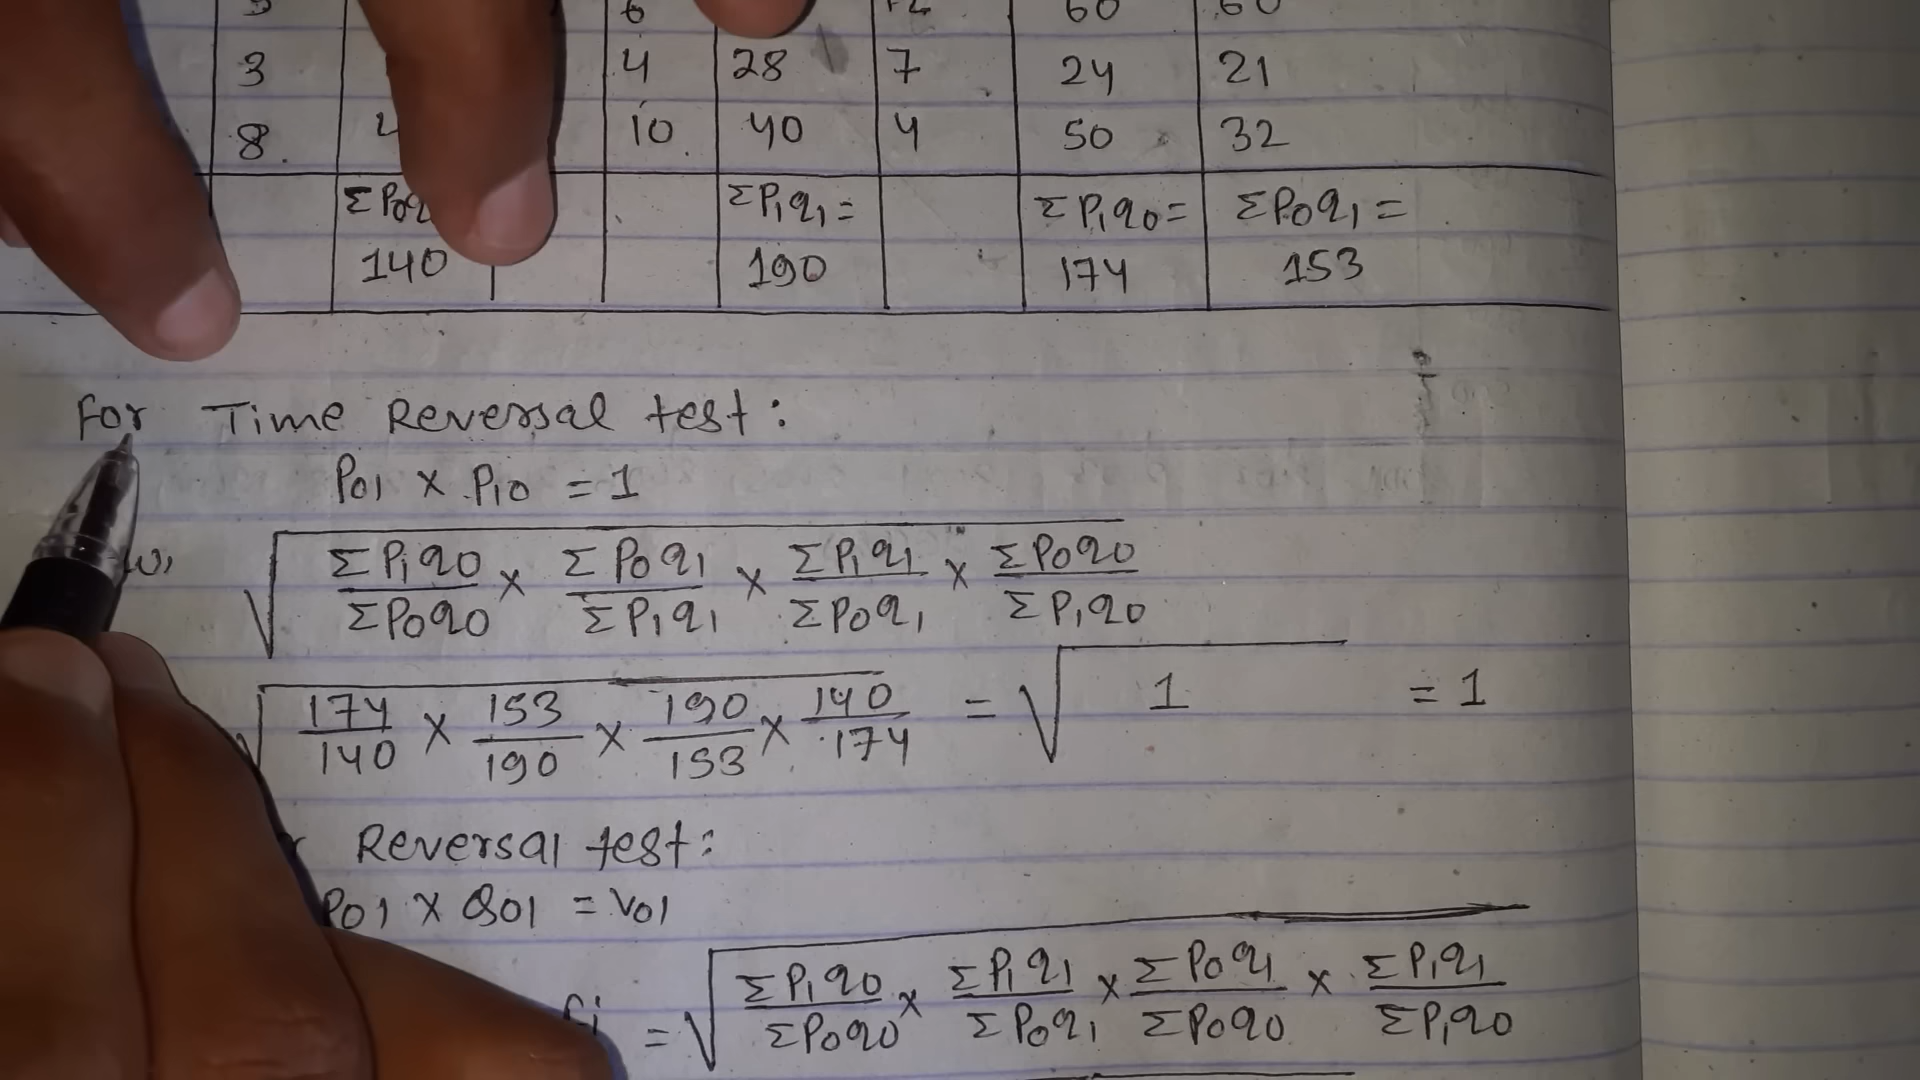 6 60 60
3 4 28 7 24 21
8. 10. 40 4 50 32
ΣP₁q₁= ΣP₁q₀= ΣP₀q₁=
140 190 174 153
For Time Reversal test:
P₀₁ × P₁₀ = 1
√ ΣP₁q₀/ΣP₀q₀ × ΣP₀q₁/ΣP₁q₁ × ΣP₁q₁/ΣP₀q₁ × ΣP₀q₀/ΣP₁q₀
√ 174/140 × 153/190 × 190/153 × 140/174 = √ 1 = 1
Reversal test:
P₀₁ × Q₀₁ = V₀₁
= √ ΣP₁q₀/ΣP₀q₀ × ΣP₁q₁/ΣP₀q₁ × ΣP₀q₁/ΣP₀q₀ × ΣP₁q₁/ΣP₁q₀